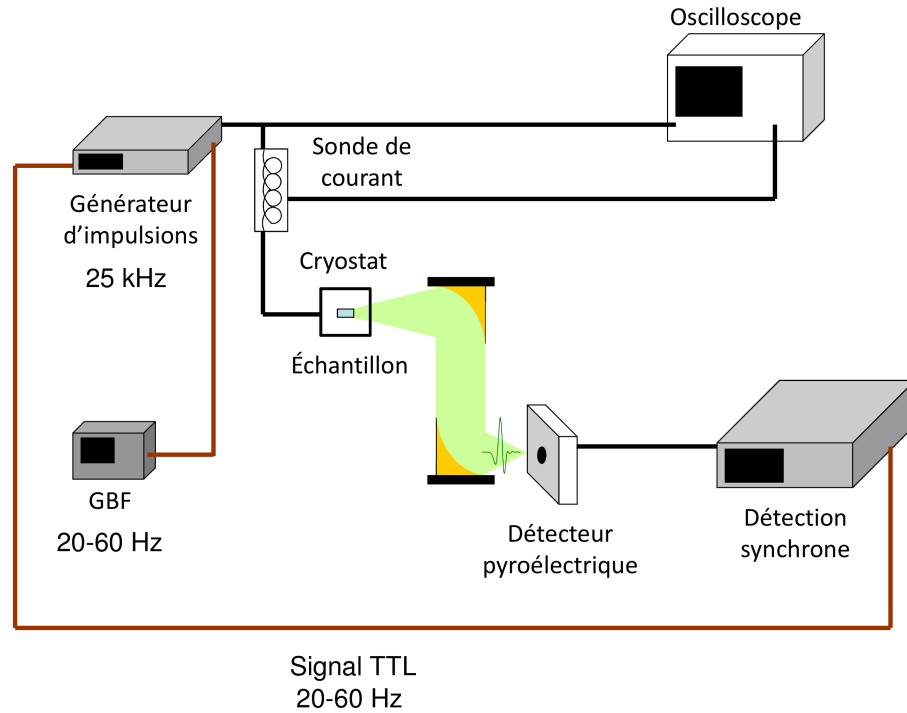 Oscilloscope
Sonde de
courant
Générateur
d'impulsions
25 kHz
Cryostat
Échantillon
GBF
20-60 Hz
Détecteur
pyroélectrique
Détection
synchrone
Signal TTL
20-60 Hz